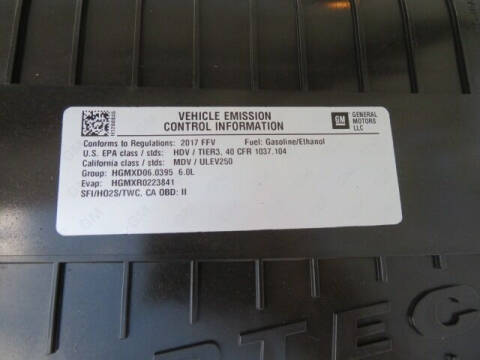 VEHICLE EMISSION
CONTROL INFORMATION
GM
GENERAL
MOTORS
LLC
Conforms to Regulations: 2017 FFV Fuel: Gasoline/Ethanol
U.S. EPA class / stds: HDV / TIER3, 40 CFR 1037.104
California class / stds: MDV / ULEV250
Group: HGMXD06.0395 6.0L
Evap: HGMXR0223841
SFI/HO2S/TWC, CA OBD: II
RTEC